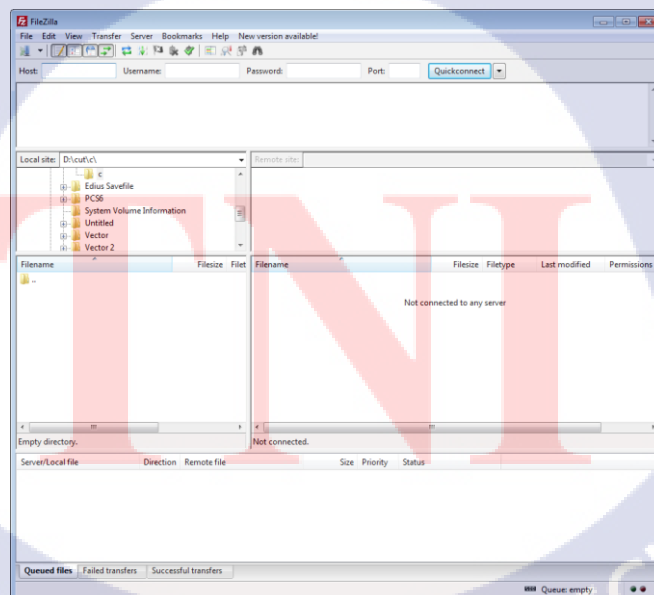 FileZilla
File Edit View Transfer Server Bookmarks Help New version available!
Host: Username: Password: Port: Quickconnect
Local site: D:\cut\c\ Remote site:
c
Edius Savefile
PCS6
System Volume Information
Untitled
Vector
Vector 2
Filename Filesize Filet Filename Filesize Filetype Last modified Permissions
..
Not connected to any server
Empty directory. Not connected.
Server/Local file Direction Remote file Size Priority Status
Queued files Failed transfers Successful transfers
Queue: empty
TNI